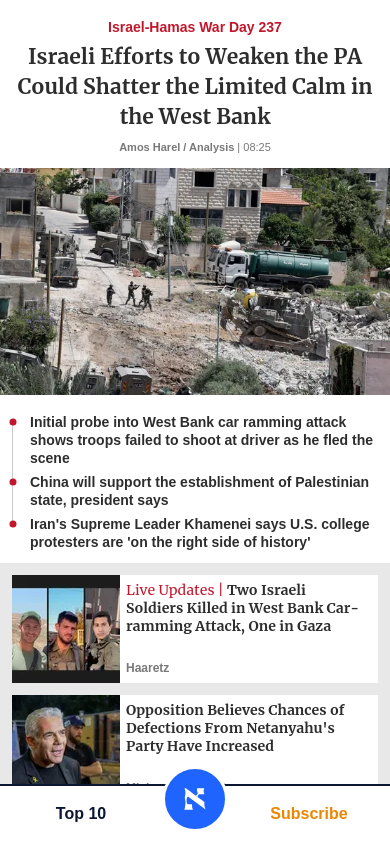 Israel-Hamas War Day 237
Israeli Efforts to Weaken the PA
Could Shatter the Limited Calm in
the West Bank
Amos Harel / Analysis | 08:25
Initial probe into West Bank car ramming attack
shows troops failed to shoot at driver as he fled the
scene
China will support the establishment of Palestinian
state, president says
Iran's Supreme Leader Khamenei says U.S. college
protesters are 'on the right side of history'
Live Updates | Two Israeli
Soldiers Killed in West Bank Car-
ramming Attack, One in Gaza
Haaretz
Opposition Believes Chances of
Defections From Netanyahu's
Party Have Increased
Top 10
Subscribe